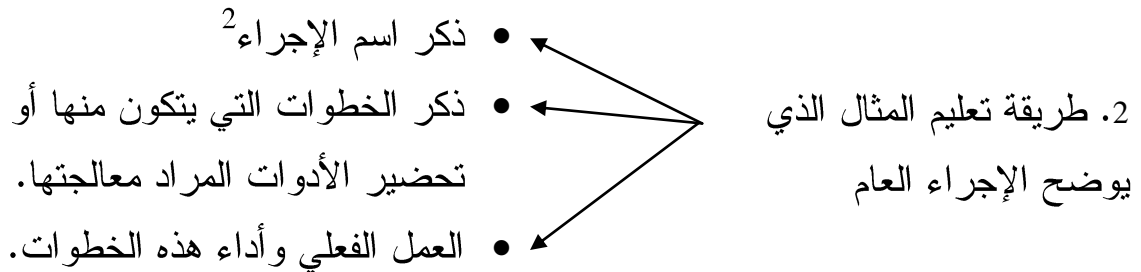 2. طريقة تعليم المثال الذي
يوضح الإجراء العام
• ذكر اسم الإجراء²
• ذكر الخطوات التي يتكون منها أو
تحضير الأدوات المراد معالجتها.
• العمل الفعلي وأداء هذه الخطوات.